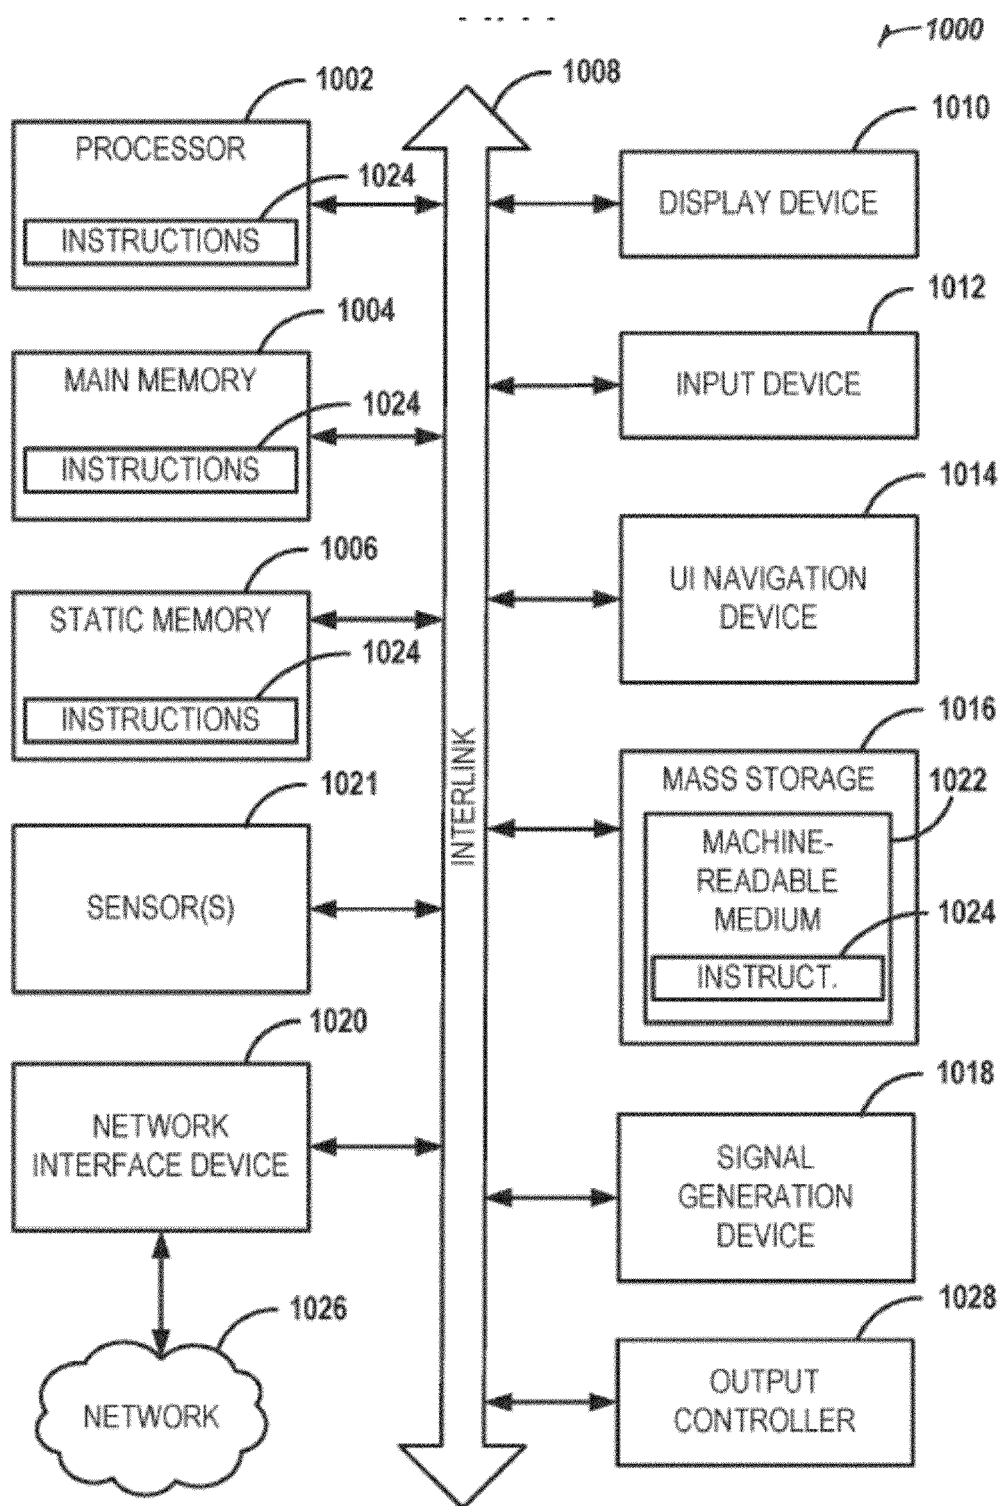 1000
1002
1008
1010
PROCESSOR
1024
INSTRUCTIONS
DISPLAY DEVICE
1004
1012
MAIN MEMORY
1024
INSTRUCTIONS
INPUT DEVICE
1006
1014
STATIC MEMORY
1024
INSTRUCTIONS
UI NAVIGATION
DEVICE
1021
SENSOR(S)
INTERLINK
1016
MASS STORAGE
1022
MACHINE-
READABLE
MEDIUM
1024
INSTRUCT.
1020
NETWORK
INTERFACE DEVICE
1018
SIGNAL
GENERATION
DEVICE
1026
NETWORK
1028
OUTPUT
CONTROLLER